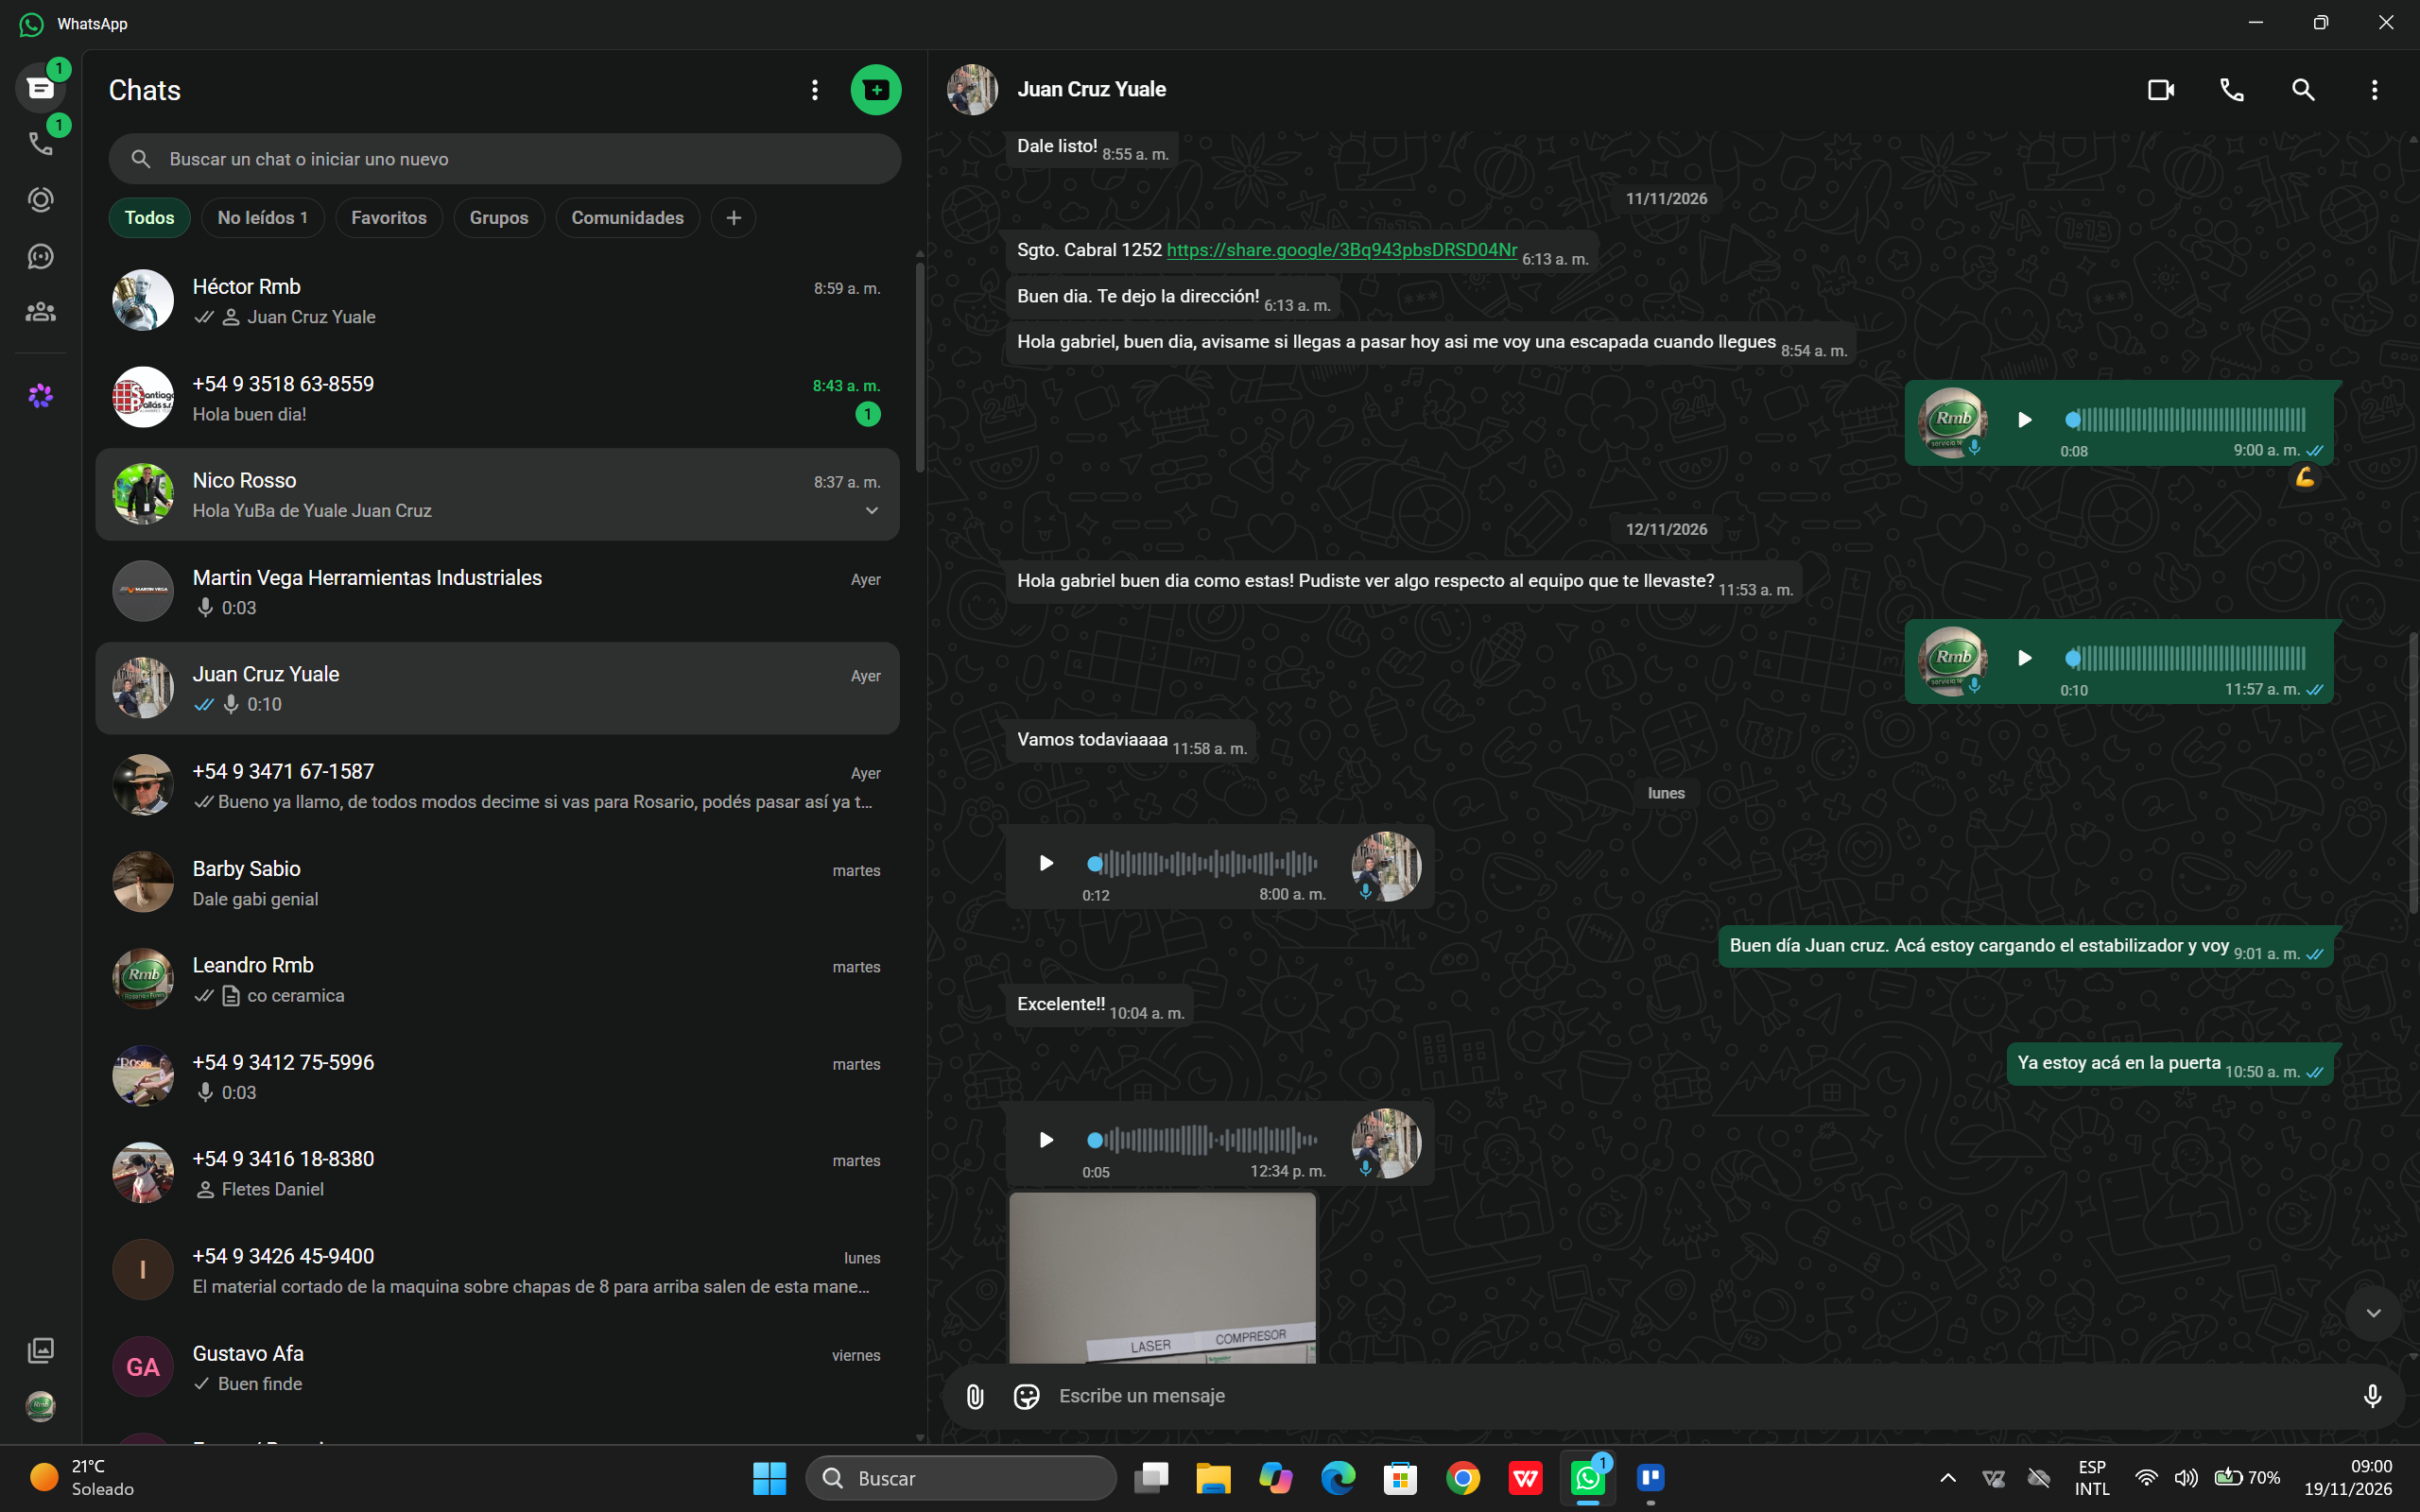 WhatsApp
1
1
Chats
Buscar un chat o iniciar uno nuevo
Todos
No leídos 1
Favoritos
Grupos
Comunidades
Héctor Rmb
8:59 a. m.
Juan Cruz Yuale
+54 9 3518 63-8559
8:43 a. m.
Hola buen dia!
1
Nico Rosso
8:37 a. m.
Hola YuBa de Yuale Juan Cruz
Martin Vega Herramientas Industriales
Ayer
0:03
Juan Cruz Yuale
Ayer
0:10
+54 9 3471 67-1587
Ayer
Bueno ya llamo, de todos modos decime si vas para Rosario, podés pasar así ya t...
Barby Sabio
martes
Dale gabi genial
Leandro Rmb
martes
co ceramica
+54 9 3412 75-5996
martes
0:03
+54 9 3416 18-8380
martes
Fletes Daniel
I
+54 9 3426 45-9400
lunes
El material cortado de la maquina sobre chapas de 8 para arriba salen de esta mane...
GA
Gustavo Afa
viernes
Buen finde
Juan Cruz Yuale
Dale listo! 8:55 a. m.
11/11/2026
Sgto. Cabral 1252 https://share.google/3Bq943pbsDRSD04Nr 6:13 a. m.
Buen dia. Te dejo la dirección! 6:13 a. m.
Hola gabriel, buen dia, avisame si llegas a pasar hoy asi me voy una escapada cuando llegues 8:54 a. m.
Rmb
0:08
9:00 a. m.
12/11/2026
Hola gabriel buen dia como estas! Pudiste ver algo respecto al equipo que te llevaste? 11:53 a. m.
Rmb
0:10
11:57 a. m.
Vamos todaviaaaa 11:58 a. m.
lunes
0:12
8:00 a. m.
Buen día Juan cruz. Acá estoy cargando el estabilizador y voy 9:01 a. m.
Excelente!! 10:04 a. m.
Ya estoy acá en la puerta 10:50 a. m.
0:05
12:34 p. m.
LASER
COMPRESOR
Escribe un mensaje
21°C
Soleado
Buscar
1
ESP
INTL
70%
09:00
19/11/2026